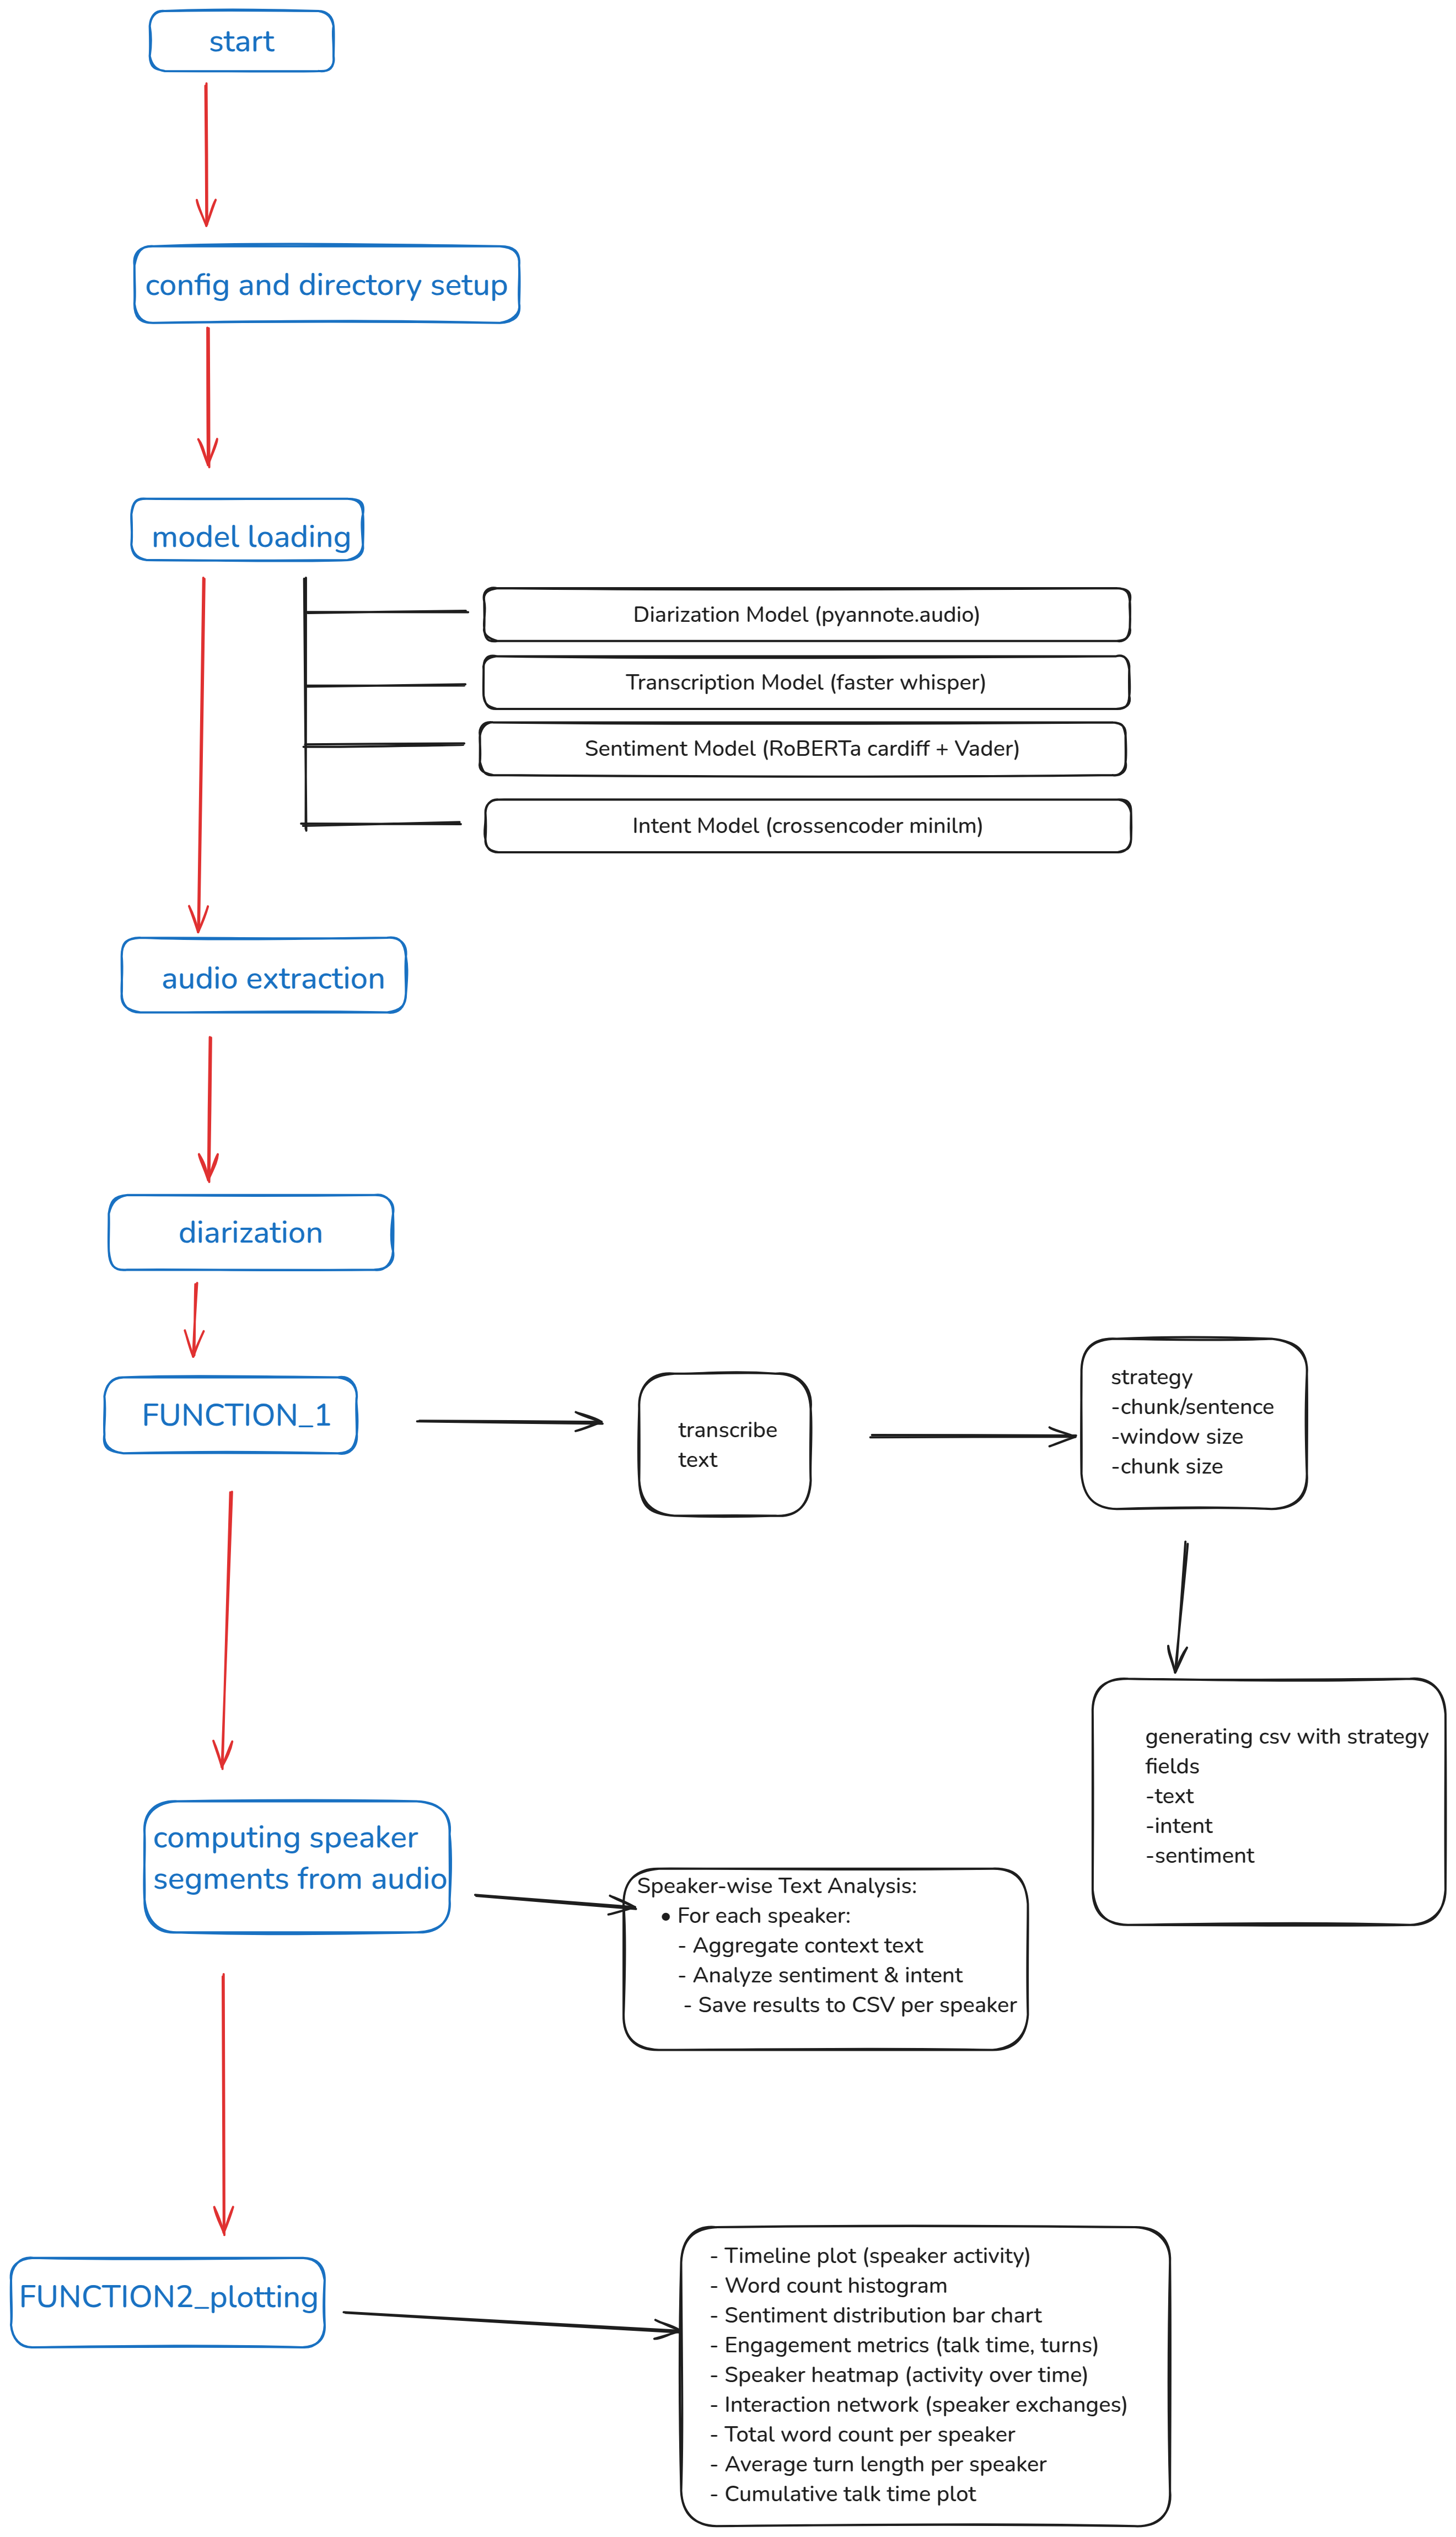 start
config and directory setup
model loading
Diarization Model (pyannote.audio)
Transcription Model (faster whisper)
Sentiment Model (RoBERTa cardiff + Vader)
Intent Model (crossencoder minilm)
audio extraction
diarization
FUNCTION_1
transcribe
text
strategy
-chunk/sentence
-window size
-chunk size
generating csv with strategy
fields
-text
-intent
-sentiment
computing speaker
segments from audio
Speaker-wise Text Analysis:
• For each speaker:
- Aggregate context text
- Analyze sentiment & intent
- Save results to CSV per speaker
FUNCTION2_plotting
- Timeline plot (speaker activity)
- Word count histogram
- Sentiment distribution bar chart
- Engagement metrics (talk time, turns)
- Speaker heatmap (activity over time)
- Interaction network (speaker exchanges)
- Total word count per speaker
- Average turn length per speaker
- Cumulative talk time plot